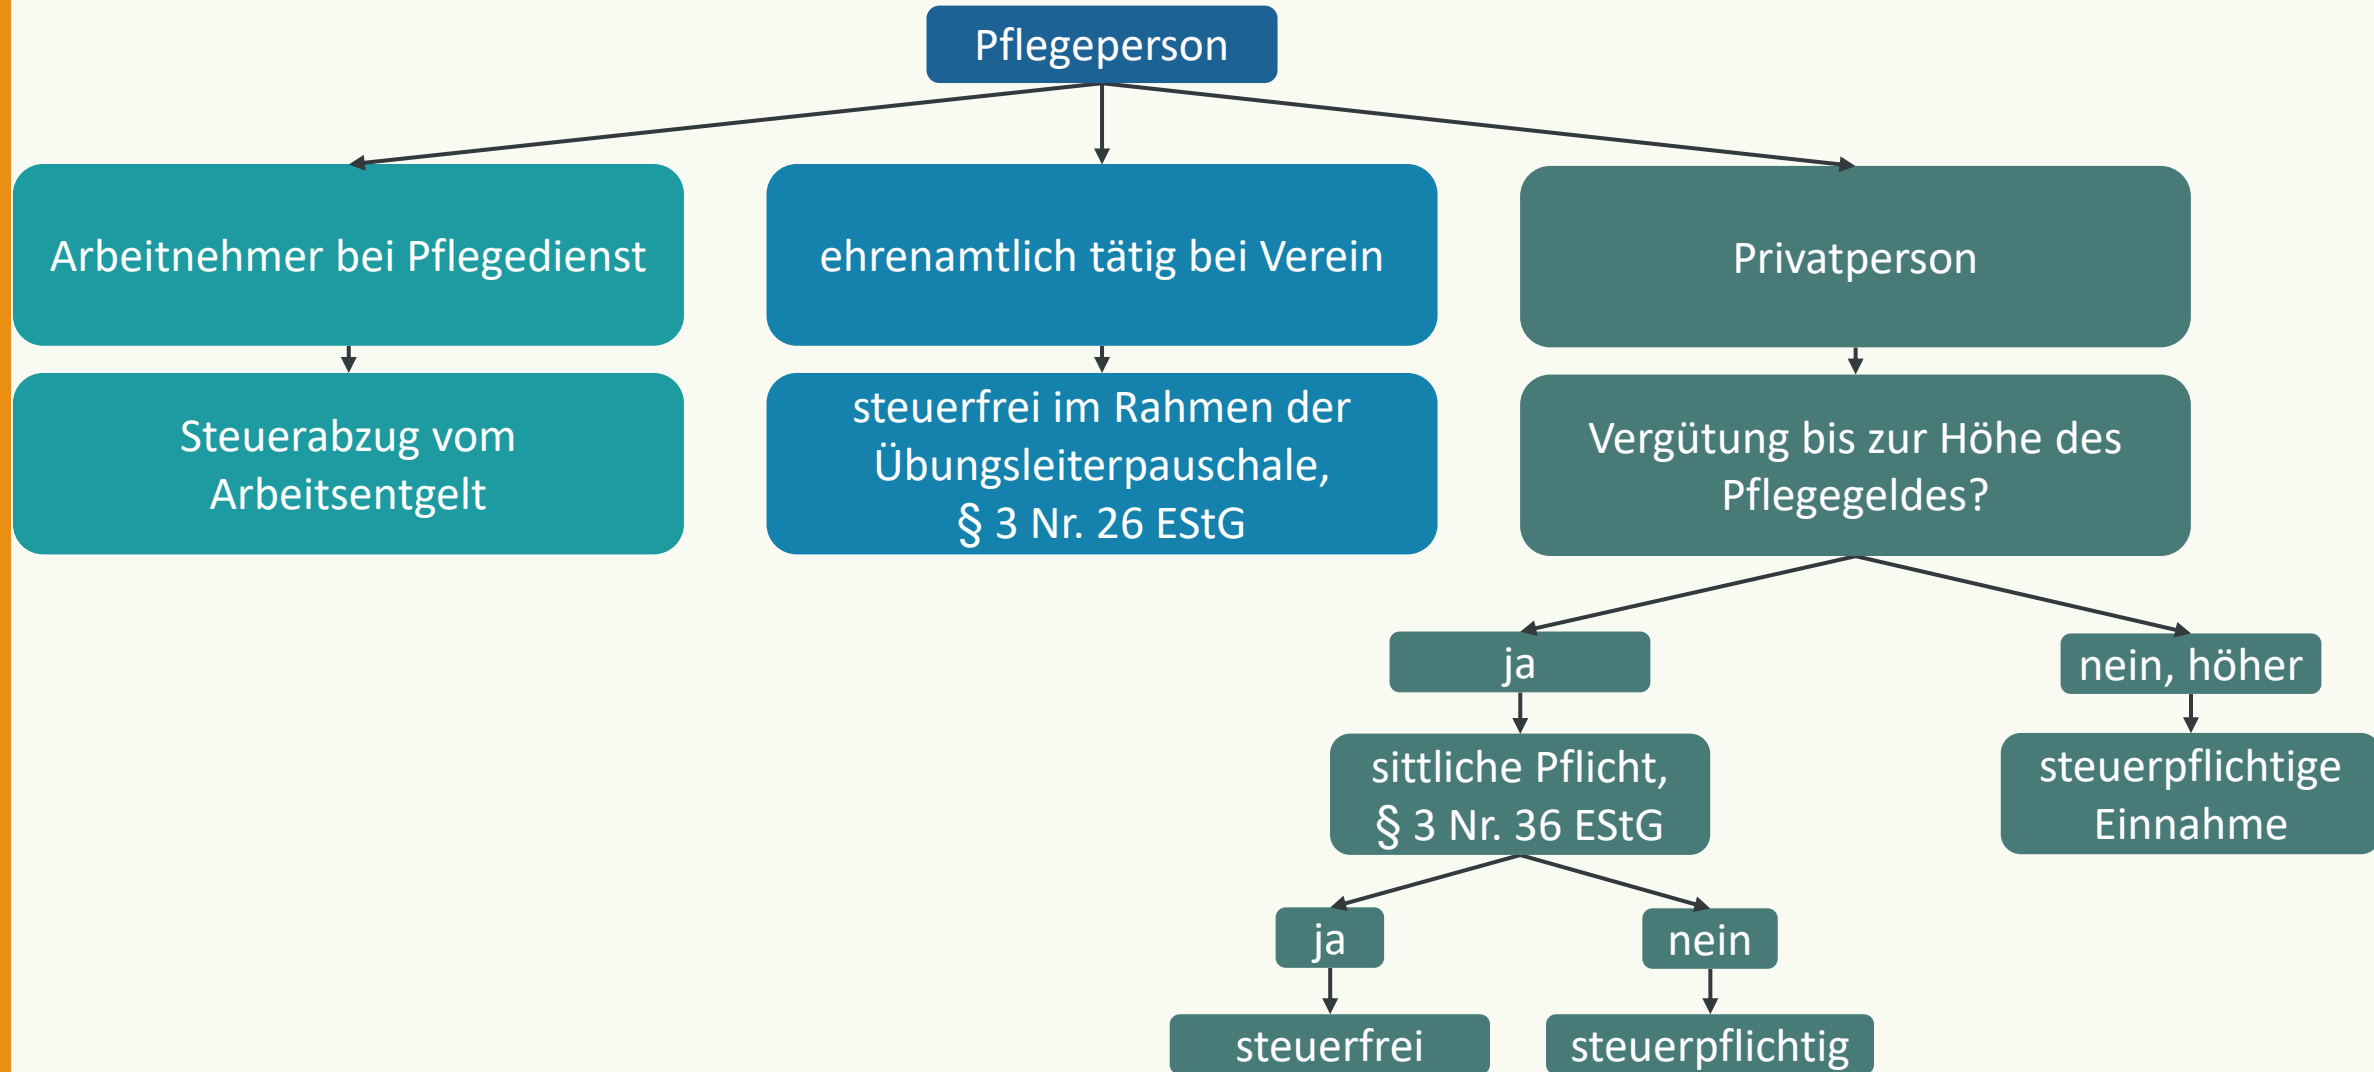 Pflegeperson
Arbeitnehmer bei Pflegedienst
ehrenamtlich tätig bei Verein
Privatperson
Steuerabzug vom
Arbeitsentgelt
steuerfrei im Rahmen der
Übungsleiterpauschale,
§ 3 Nr. 26 EStG
Vergütung bis zur Höhe des
Pflegegeldes?
ja
nein, höher
sittliche Pflicht,
§ 3 Nr. 36 EStG
steuerpflichtige
Einnahme
ja
nein
steuerfrei
steuerpflichtig